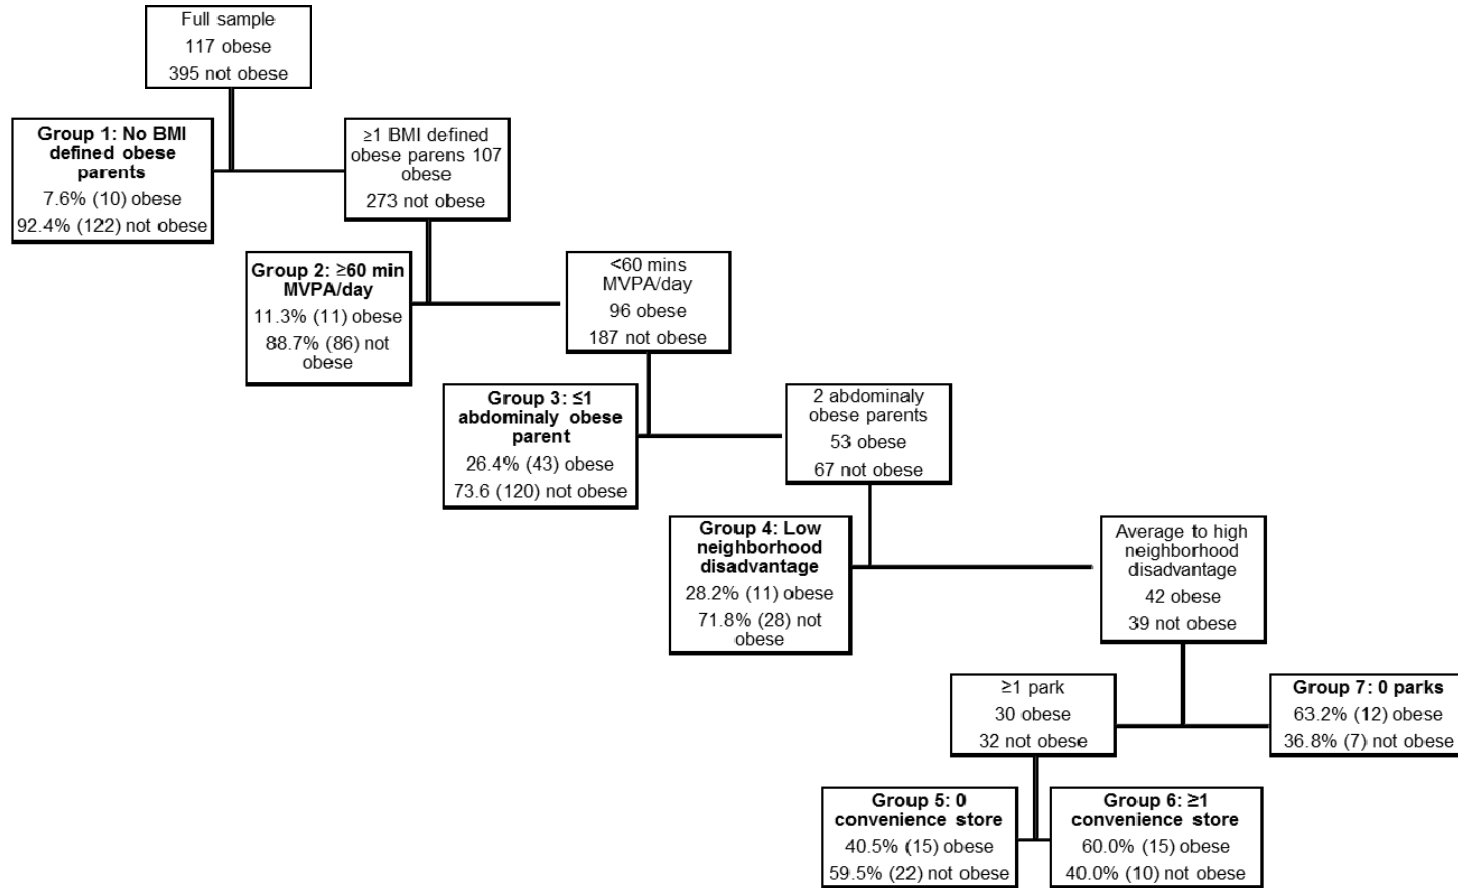 Full sample
117 obese
395 not obese
Group 1: No BMI
defined obese
parents
7.6% (10) obese
92.4% (122) not obese
≥1 BMI defined
obese parens 107
obese
273 not obese
Group 2: ≥60 min
MVPA/day
11.3% (11) obese
88.7% (86) not
obese
<60 mins
MVPA/day
96 obese
187 not obese
Group 3: ≤1
abdominaly obese
parent
26.4% (43) obese
73.6 (120) not obese
2 abdominaly
obese parents
53 obese
67 not obese
Group 4: Low
neighborhood
disadvantage
28.2% (11) obese
71.8% (28) not
obese
Average to high
neighborhood
disadvantage
42 obese
39 not obese
≥1 park
30 obese
32 not obese
Group 7: 0 parks
63.2% (12) obese
36.8% (7) not obese
Group 5: 0
convenience store
40.5% (15) obese
59.5% (22) not obese
Group 6: ≥1
convenience store
60.0% (15) obese
40.0% (10) not obese